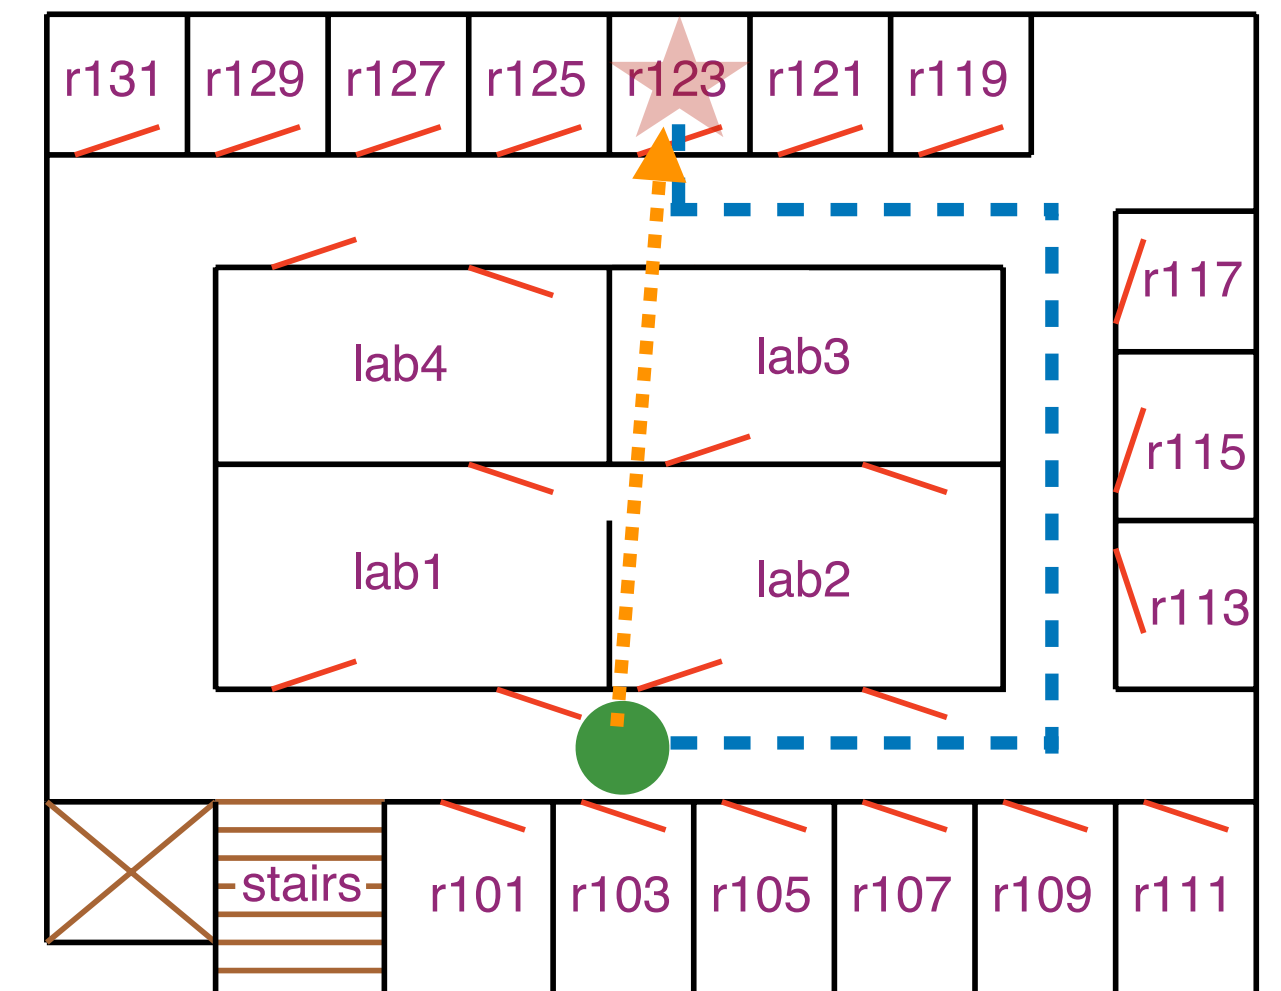 r131 r129 r127 r125 r123 r121 r119
r117
lab4 lab3
r115
lab1 lab2
r113
stairs r101 r103 r105 r107 r109 r111